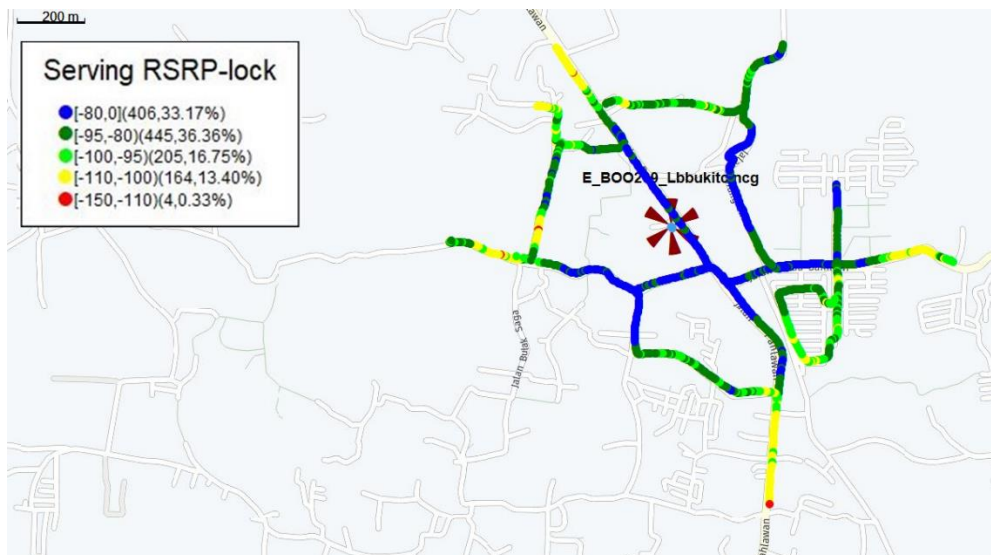 200 m
Serving RSRP-lock
[-80,0](406,33.17%)
[-95,-80)(445,36.36%)
[-100,-95)(205,16.75%)
[-110,-100)(164,13.40%)
[-150,-110)(4,0.33%)
Jalan Bulak Saga